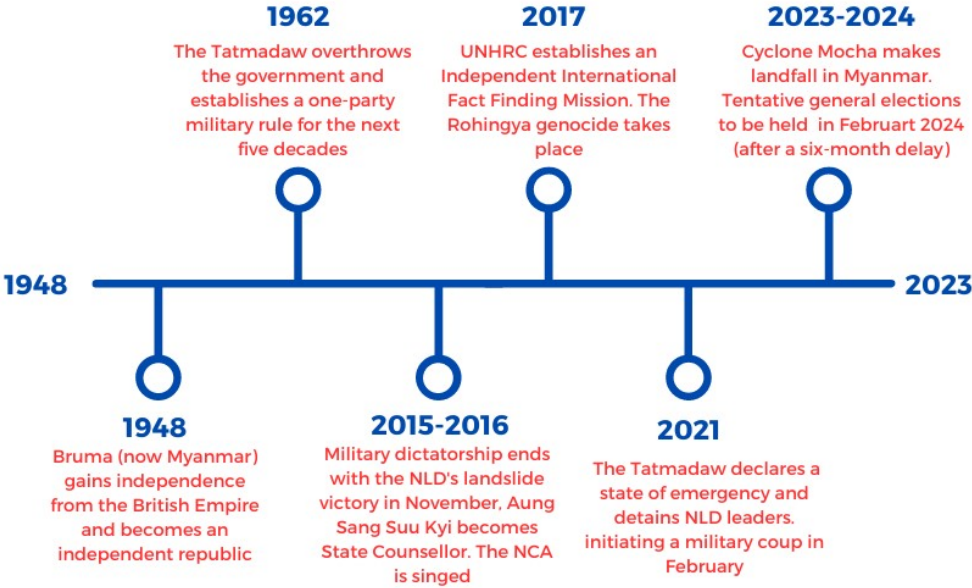 1962
The Tatmadaw overthrows
the government and
establishes a one-party
military rule for the next
five decades
2017
UNHRC establishes an
Independent International
Fact Finding Mission. The
Rohingya genocide takes
place
2023-2024
Cyclone Mocha makes
landfall in Myanmar.
Tentative general elections
to be held in Februart 2024
(after a six-month delay)
1948
2023
1948
Bruma (now Myanmar)
gains independence
from the British Empire
and becomes an
independent republic
2015-2016
Military dictatorship ends
with the NLD's landslide
victory in November, Aung
Sang Suu Kyi becomes
State Counsellor. The NCA
is singed
2021
The Tatmadaw declares a
state of emergency and
detains NLD leaders.
initiating a military coup in
February